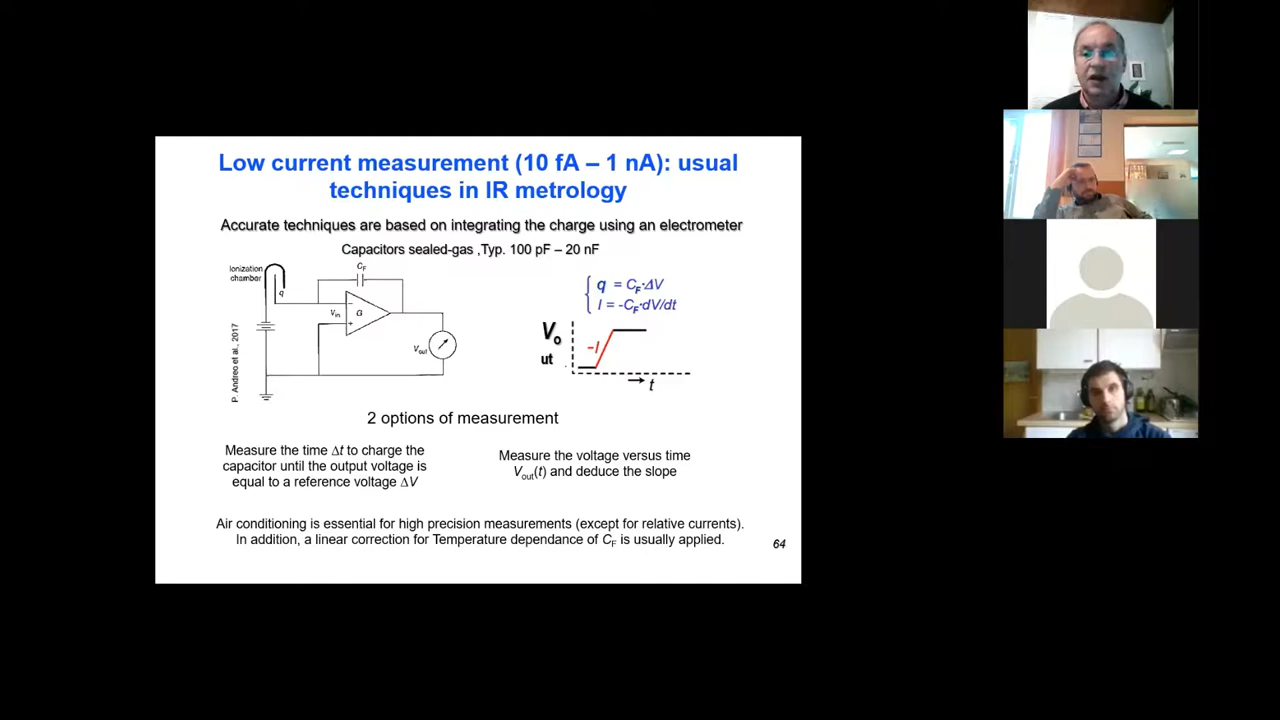 Low current measurement (10 fA – 1 nA): usual
techniques in IR metrology
Accurate techniques are based on integrating the charge using an electrometer
Capacitors sealed-gas ,Typ. 100 pF – 20 nF
Ionization
chamber
q
CF
Vin
G
−
+
Vout
P. Andreo et al., 2017
q = CF·ΔV
I = -CF·dV/dt
Vo
ut
-I
t
2 options of measurement
Measure the time Δt to charge the
capacitor until the output voltage is
equal to a reference voltage ΔV
Measure the voltage versus time
Vout(t) and deduce the slope
Air conditioning is essential for high precision measurements (except for relative currents).
In addition, a linear correction for Temperature dependance of CF is usually applied.
64